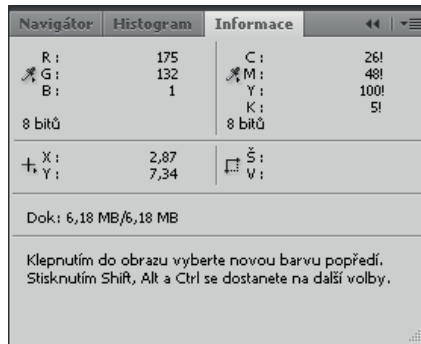 Navigátor Histogram Informace
R : 175 C : 26!
G : 132 M : 48!
B : 1 Y : 100!
K : 5!
8 bitů 8 bitů
X : 2,87 Š :
Y : 7,34 V :
Dok: 6,18 MB/6,18 MB
Klepnutím do obrazu vyberte novou barvu popředí.
Stisknutím Shift, Alt a Ctrl se dostanete na další volby.